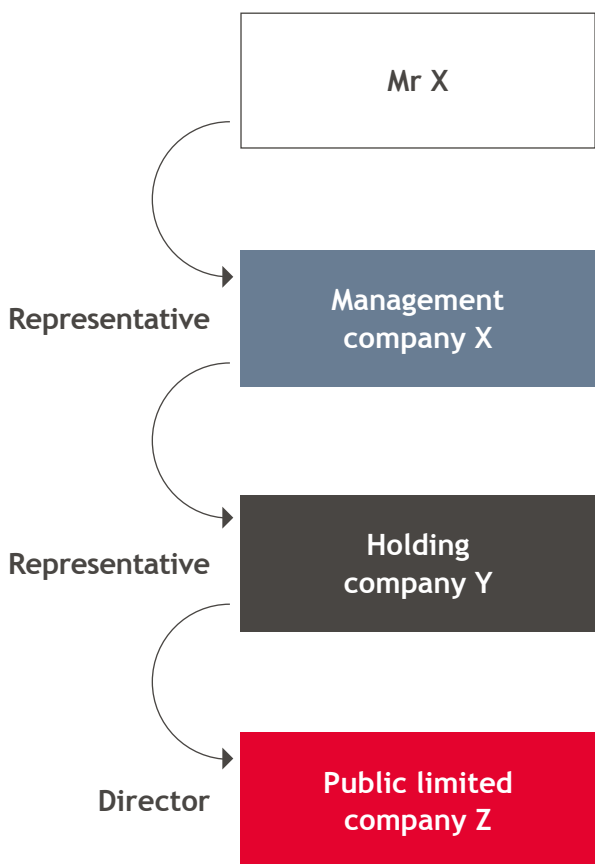 Mr X
Representative
Management
company X
Representative
Holding
company Y
Director
Public limited
company Z